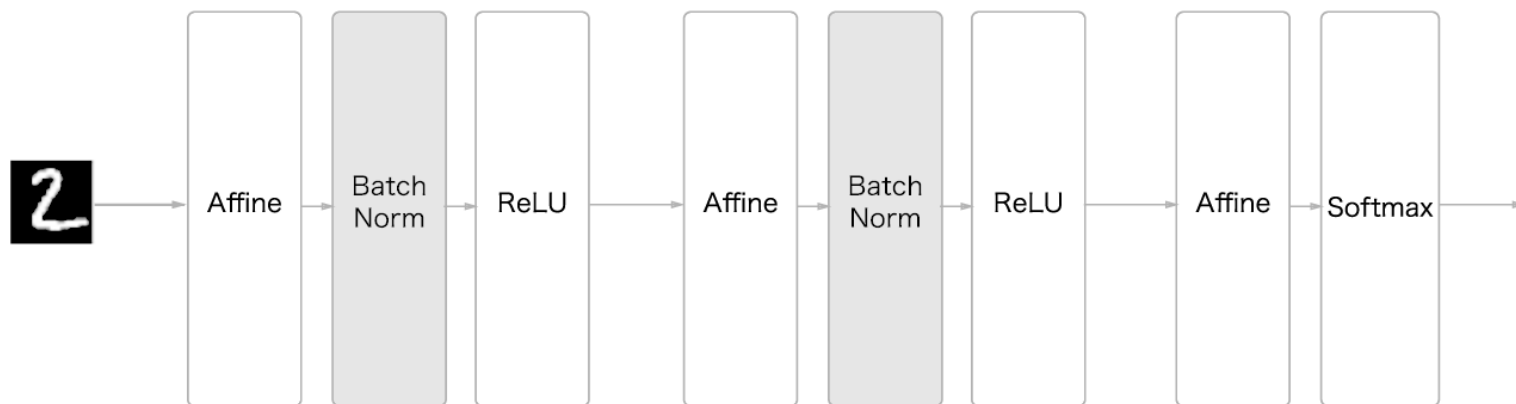 2
Affine
Batch
Norm
ReLU
Affine
Batch
Norm
ReLU
Affine
Softmax